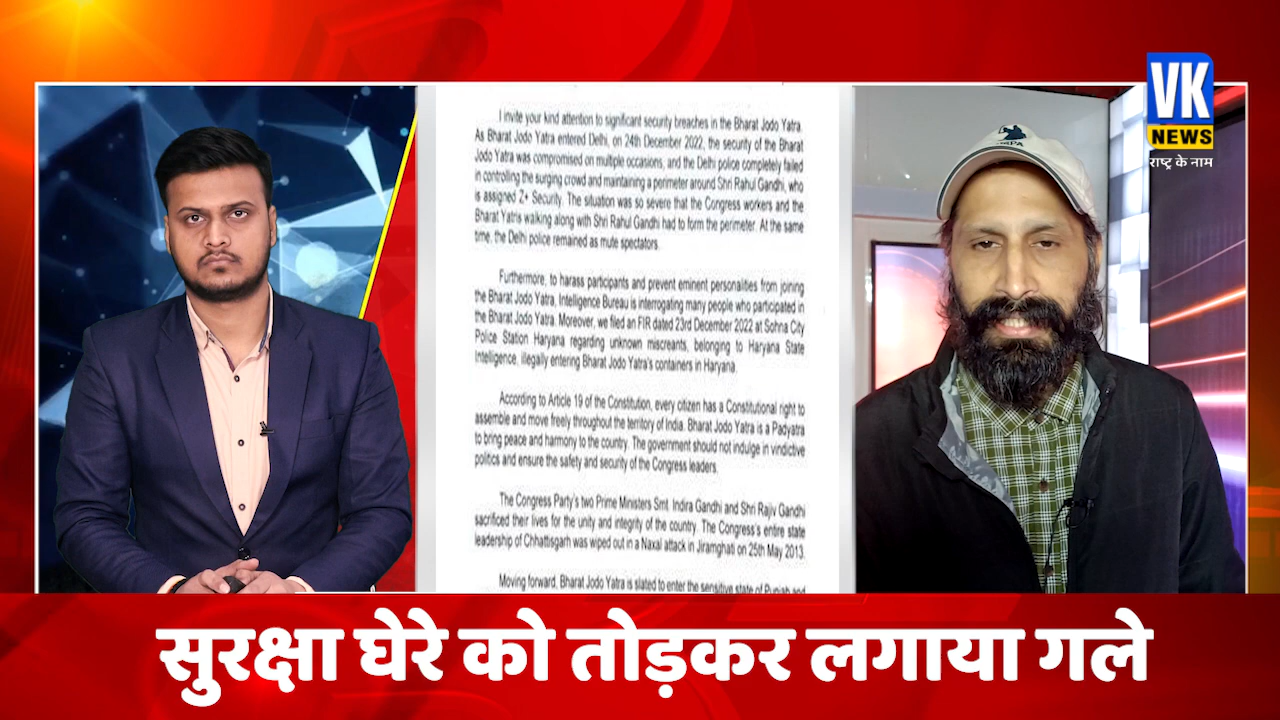 VK
NEWS
राष्ट्र के नाम
I invite your kind attention to significant security breaches in the Bharat Jodo Yatra.
As Bharat Jodo Yatra entered Delhi, on 24th December 2022, the security of the Bharat
Jodo Yatra was compromised on multiple occasions, and the Delhi police completely failed
in controlling the surging crowd and maintaining a perimeter around Shri Rahul Gandhi, who
is assigned Z+ Security. The situation was so severe that the Congress workers and the
Bharat Yatris walking along with Shri Rahul Gandhi had to form the perimeter. At the same
time, the Delhi police remained as mute spectators.
Furthermore, to harass participants and prevent eminent personalities from joining
the Bharat Jodo Yatra, Intelligence Bureau is interrogating many people who participated in
the Bharat Jodo Yatra. Moreover, we filed an FIR dated 23rd December 2022 at Sohna City
Police Station Haryana regarding unknown miscreants, belonging to Haryana State
Intelligence, illegally entering Bharat Jodo Yatra's containers in Haryana.
According to Article 19 of the Constitution, every citizen has a Constitutional right to
assemble and move freely throughout the territory of India. Bharat Jodo Yatra is a Padyatra
to bring peace and harmony to the country. The government should not indulge in vindictive
politics and ensure the safety and security of the Congress leaders.
The Congress Party's two Prime Ministers Smt. Indira Gandhi and Shri Rajiv Gandhi
sacrificed their lives for the unity and integrity of the country. The Congress's entire state
leadership of Chhattisgarh was wiped out in a Naxal attack in Jiramghati on 25th May 2013.
Moving forward, Bharat Jodo Yatra is slated to enter the sensitive state of Punjab and
सुरक्षा घेरे को तोड़कर लगाया गले